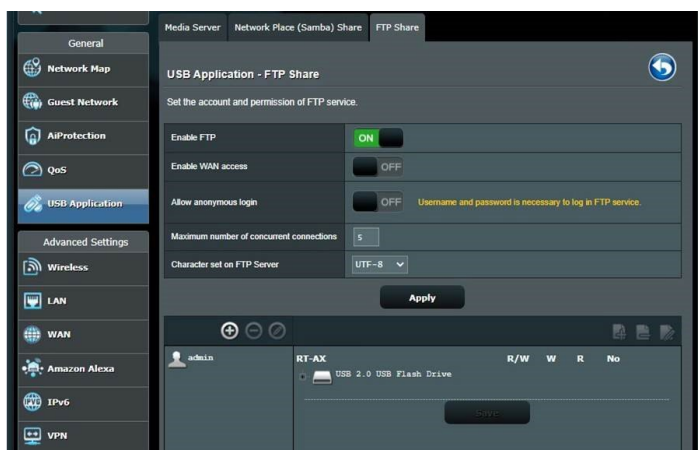 Media Server Network Place (Samba) Share FTP Share
General
Network Map
Guest Network
AiProtection
QoS
USB Application
Advanced Settings
Wireless
LAN
WAN
Amazon Alexa
IPv6
VPN
USB Application - FTP Share
Set the account and permission of FTP service.
Enable FTP ON
Enable WAN access OFF
Allow anonymous login OFF Username and password is necessary to log in FTP service.
Maximum number of concurrent connections 5
Character set on FTP Server UTF-8
Apply
admin RT-AX R/W W R No
USB 2.0 USB Flash Drive
Save